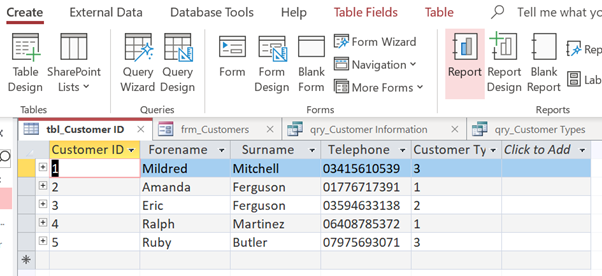 Create External Data Database Tools Help Table Fields Table Tell me what yo
Table Design SharePoint Lists Query Wizard Query Design Form Form Design Blank Form Form Wizard Navigation More Forms Report Report Design Blank Report Rep Lab
Tables Queries Forms Reports
tbl_Customer ID frm_Customers qry_Customer Information qry_Customer Types
Customer ID Forename Surname Telephone Customer Ty Click to Add
1 Mildred Mitchell 03415610539 3
2 Amanda Ferguson 01776717391 1
3 Eric Ferguson 03594633138 2
4 Ralph Martinez 06408785372 1
5 Ruby Butler 07975693071 3